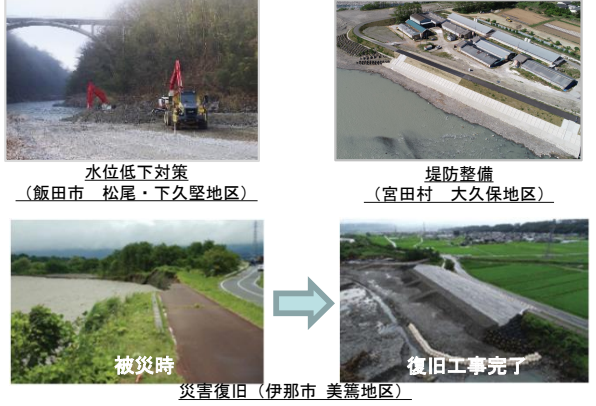 水位低下対策
（飯田市　松尾・下久堅地区）
堤防整備
（宮田村　大久保地区）
被災時
復旧工事完了
災害復旧（伊那市 美篶地区）